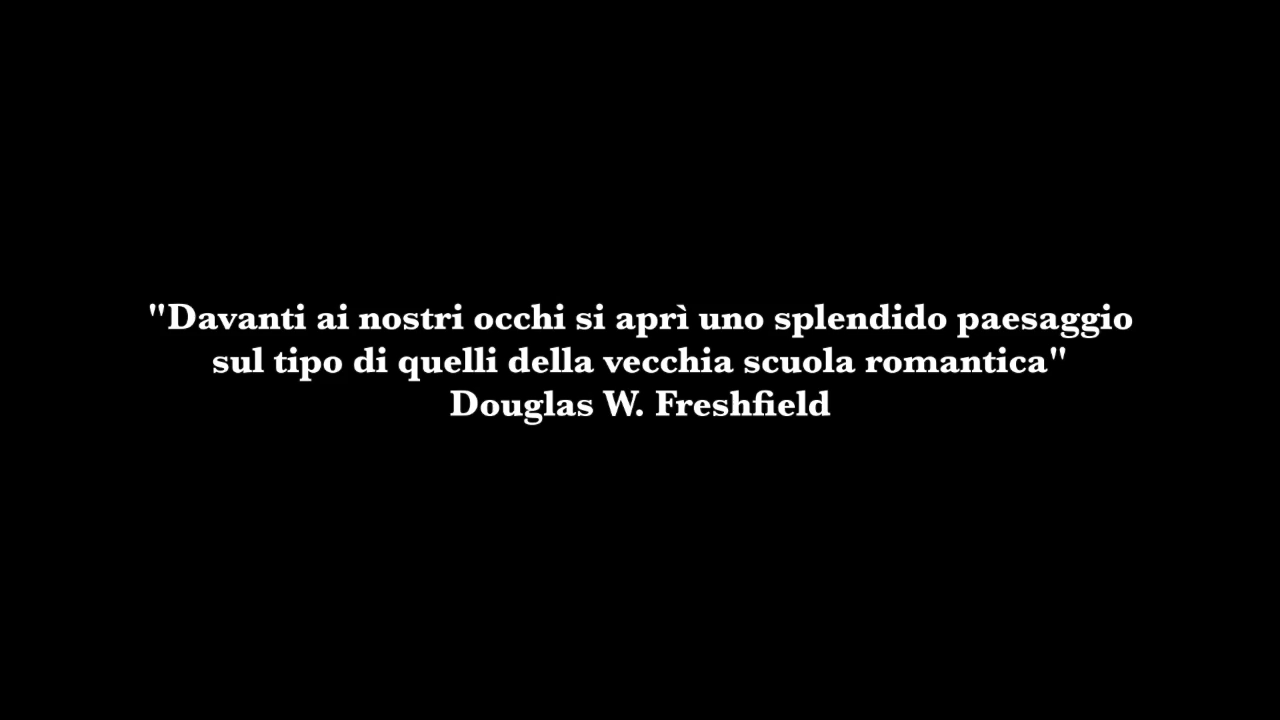 "Davanti ai nostri occhi si aprì uno splendido paesaggio
sul tipo di quelli della vecchia scuola romantica"
Douglas W. Freshfield